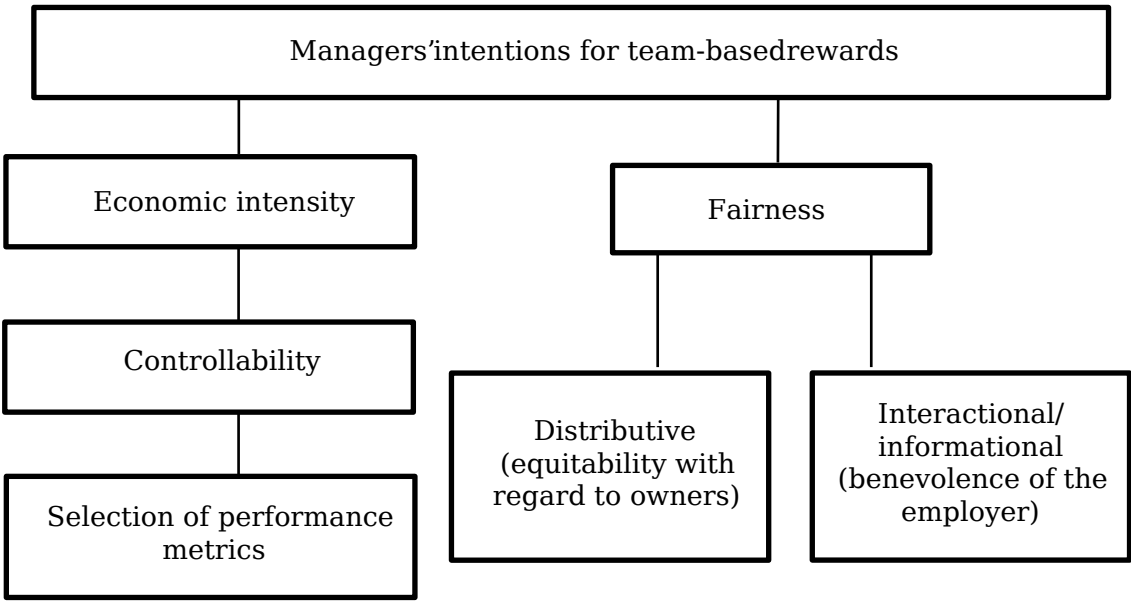 Managers’intentions for team-basedrewards
Economic intensity
Fairness
Controllability
Distributive
(equitability with
regard to owners)
Interactional/
informational
(benevolence of the
employer)
Selection of performance
metrics